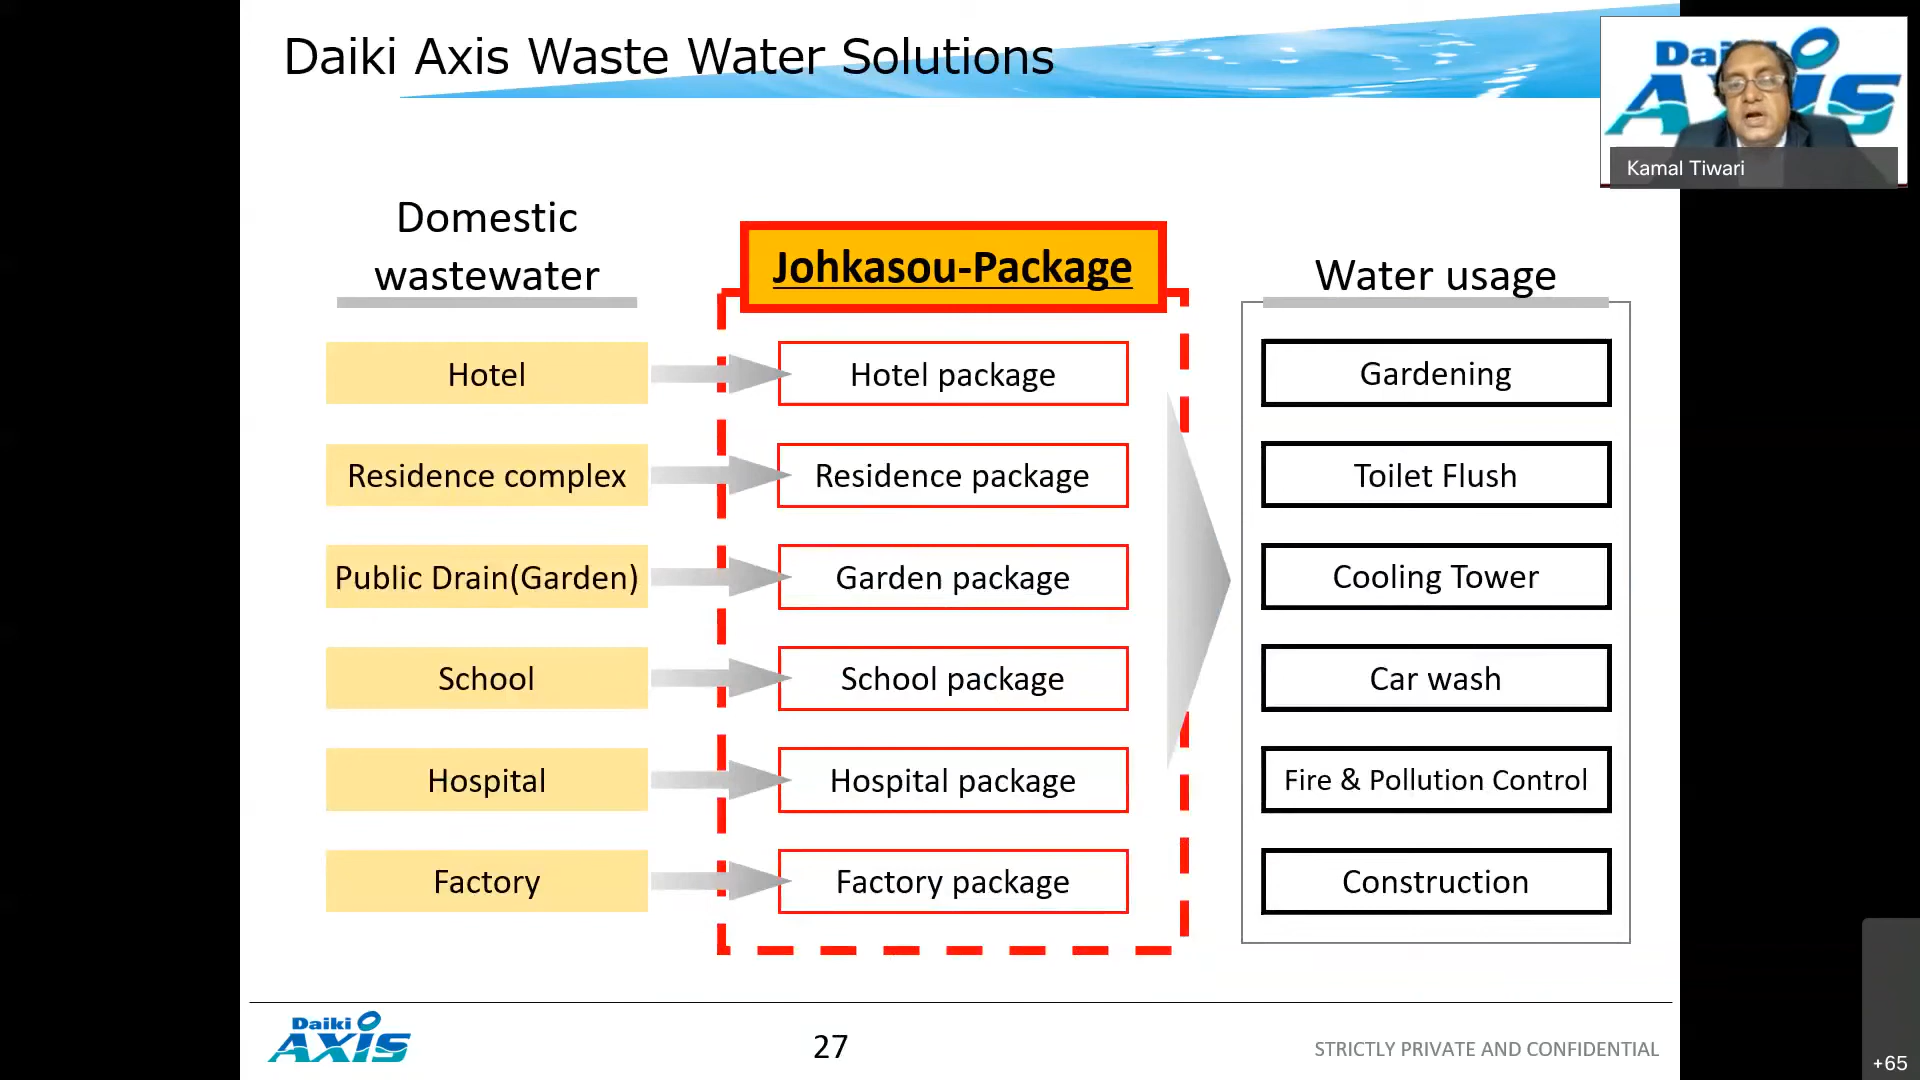 Daiki Axis Waste Water Solutions
Daiki
AXIS
Kamal Tiwari
Domestic
wastewater
Johkasou-Package
Water usage
Hotel
Hotel package
Gardening
Residence complex
Residence package
Toilet Flush
Public Drain(Garden)
Garden package
Cooling Tower
School
School package
Car wash
Hospital
Hospital package
Fire & Pollution Control
Factory
Factory package
Construction
Daiki
AXIS
27
STRICTLY PRIVATE AND CONFIDENTIAL
+65